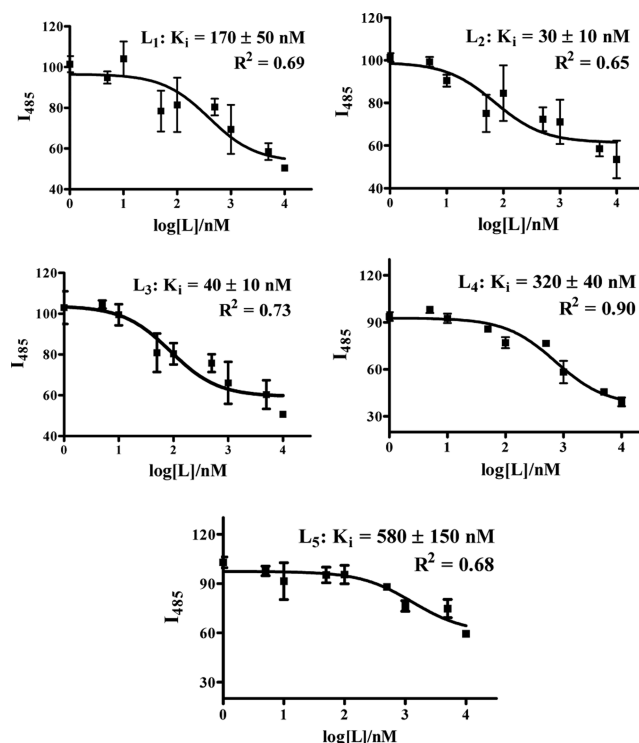 L1: Ki = 170 ± 50 nM
R2 = 0.69
120
100
80
60
40
I485
0 1 2 3 4
log[L]/nM
L2: Ki = 30 ± 10 nM
R2 = 0.65
120
100
80
60
40
I485
0 1 2 3 4
log[L]/nM
L3: Ki = 40 ± 10 nM
R2 = 0.73
120
100
80
60
40
I485
0 1 2 3 4
log[L]/nM
L4: Ki = 320 ± 40 nM
R2 = 0.90
120
90
60
30
I485
0 1 2 3 4
log[L]/nM
L5: Ki = 580 ± 150 nM
R2 = 0.68
120
90
60
30
I485
0 1 2 3 4
log[L]/nM